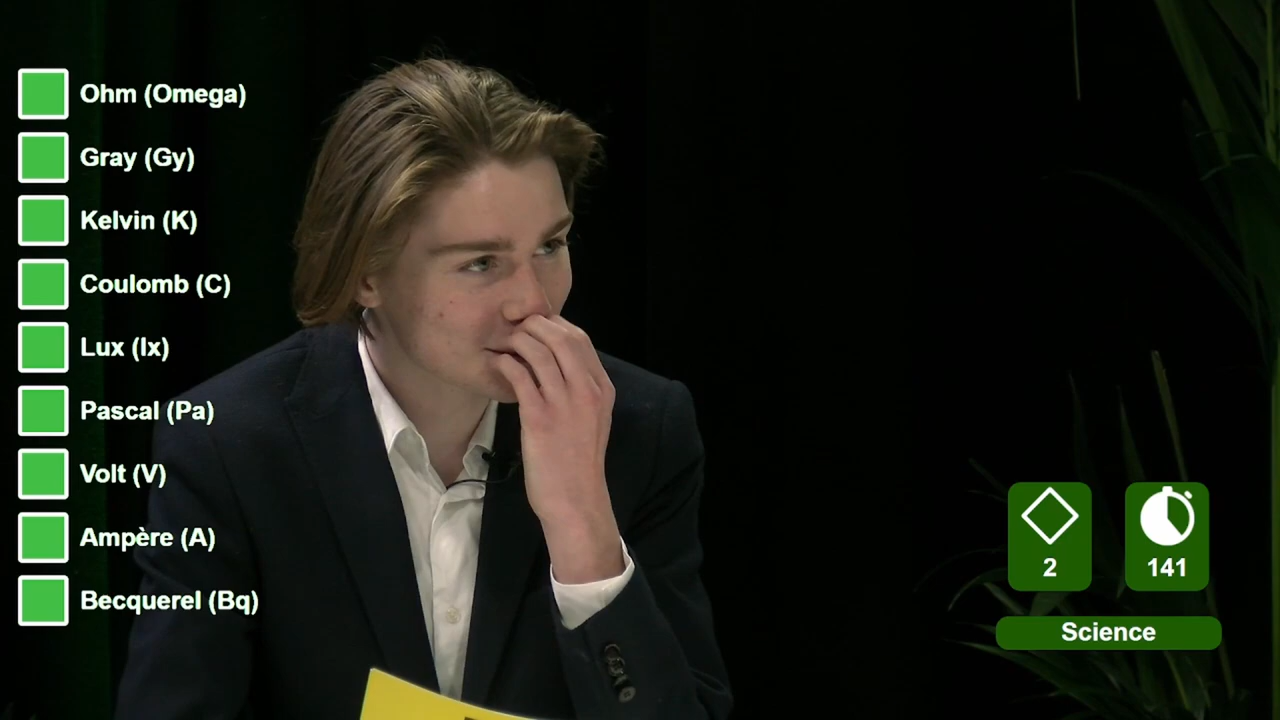 Ohm (Omega)
Gray (Gy)
Kelvin (K)
Coulomb (C)
Lux (lx)
Pascal (Pa)
Volt (V)
Ampère (A)
Becquerel (Bq)
2
141
Science